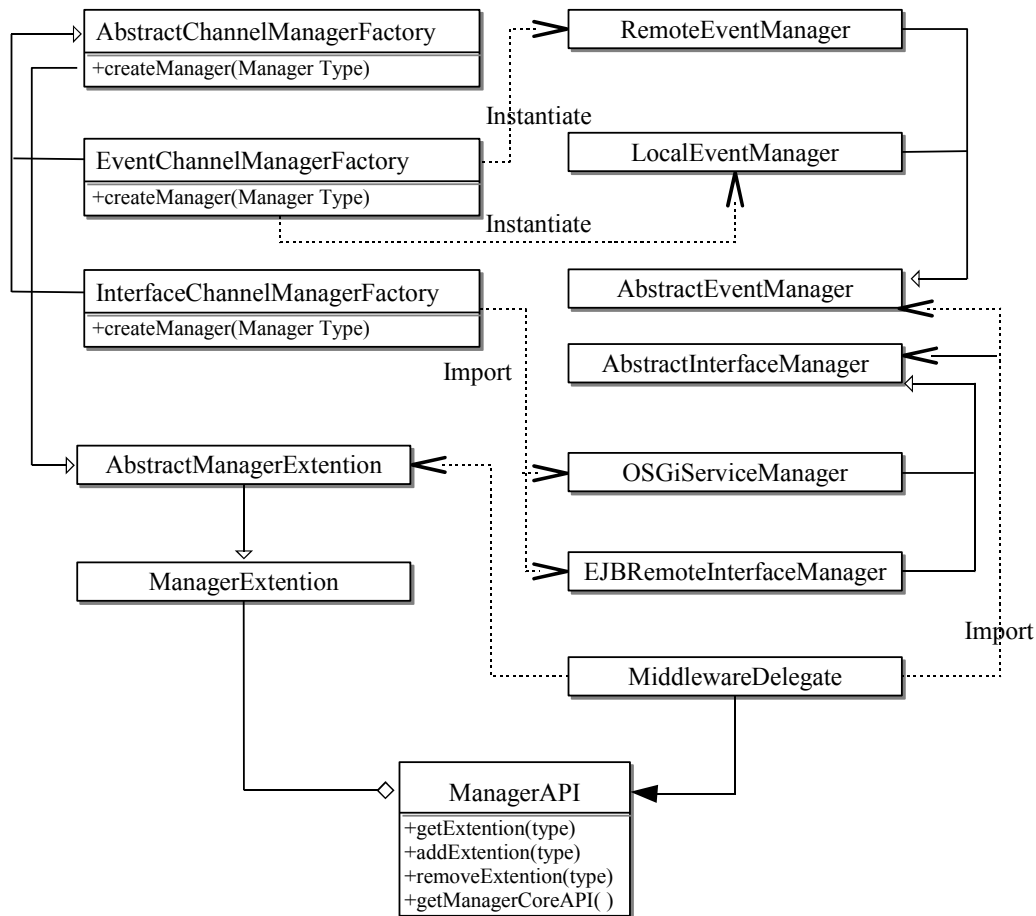 AbstractChannelManagerFactory
+createManager(Manager Type)
RemoteEventManager
Instantiate
EventChannelManagerFactory
+createManager(Manager Type)
LocalEventManager
Instantiate
InterfaceChannelManagerFactory
+createManager(Manager Type)
AbstractEventManager
Import
AbstractInterfaceManager
AbstractManagerExtention
OSGiServiceManager
ManagerExtention
EJBRemoteInterfaceManager
Import
MiddlewareDelegate
ManagerAPI
+getExtention(type)
+addExtention(type)
+removeExtention(type)
+getManagerCoreAPI( )